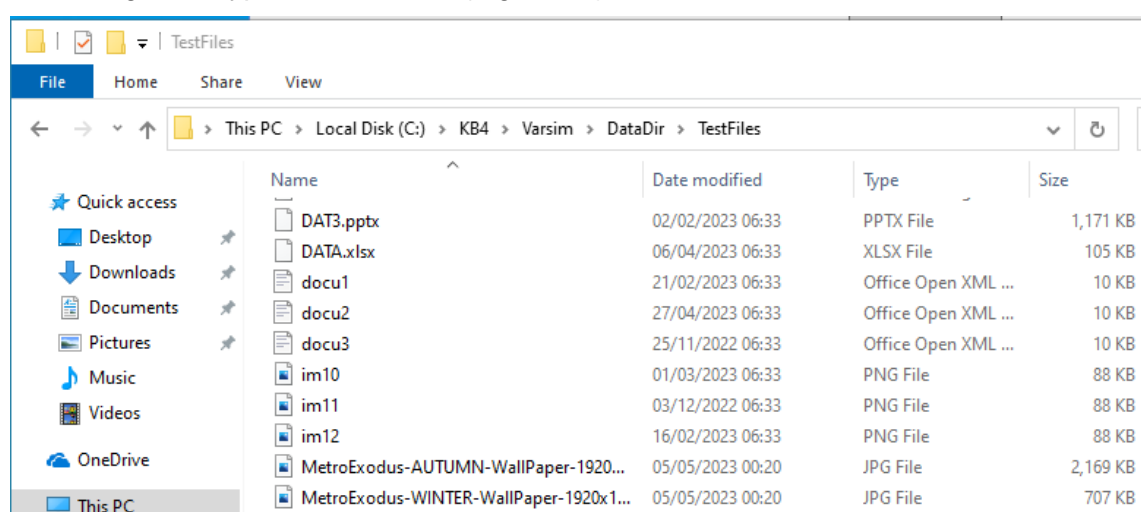 TestFiles
File Home Share View
This PC > Local Disk (C:) > KB4 > Varsim > DataDir > TestFiles
Name Date modified Type Size
Quick access
Desktop
Downloads
Documents
Pictures
Music
Videos
OneDrive
This PC
DAT3.pptx 02/02/2023 06:33 PPTX File 1,171 KB
DATA.xlsx 06/04/2023 06:33 XLSX File 105 KB
docu1 21/02/2023 06:33 Office Open XML ... 10 KB
docu2 27/04/2023 06:33 Office Open XML ... 10 KB
docu3 25/11/2022 06:33 Office Open XML ... 10 KB
im10 01/03/2023 06:33 PNG File 88 KB
im11 03/12/2022 06:33 PNG File 88 KB
im12 16/02/2023 06:33 PNG File 88 KB
MetroExodus-AUTUMN-WallPaper-1920... 05/05/2023 00:20 JPG File 2,169 KB
MetroExodus-WINTER-WallPaper-1920x1... 05/05/2023 00:20 JPG File 707 KB